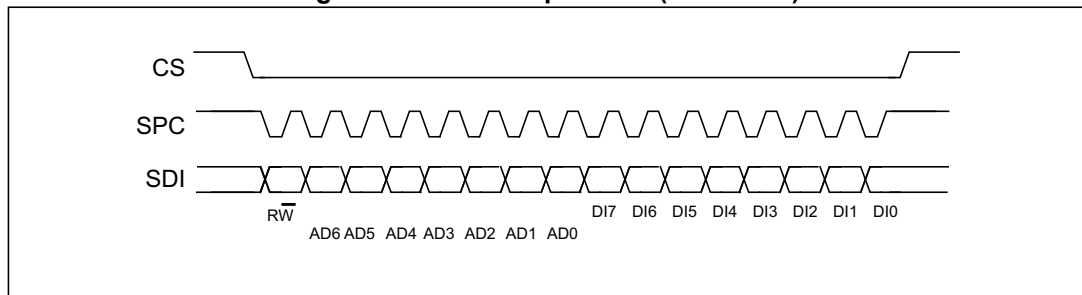 CS
SPC
SDI
RW
DI7 DI6 DI5 DI4 DI3 DI2 DI1 DI0
AD6 AD5 AD4 AD3 AD2 AD1 AD0